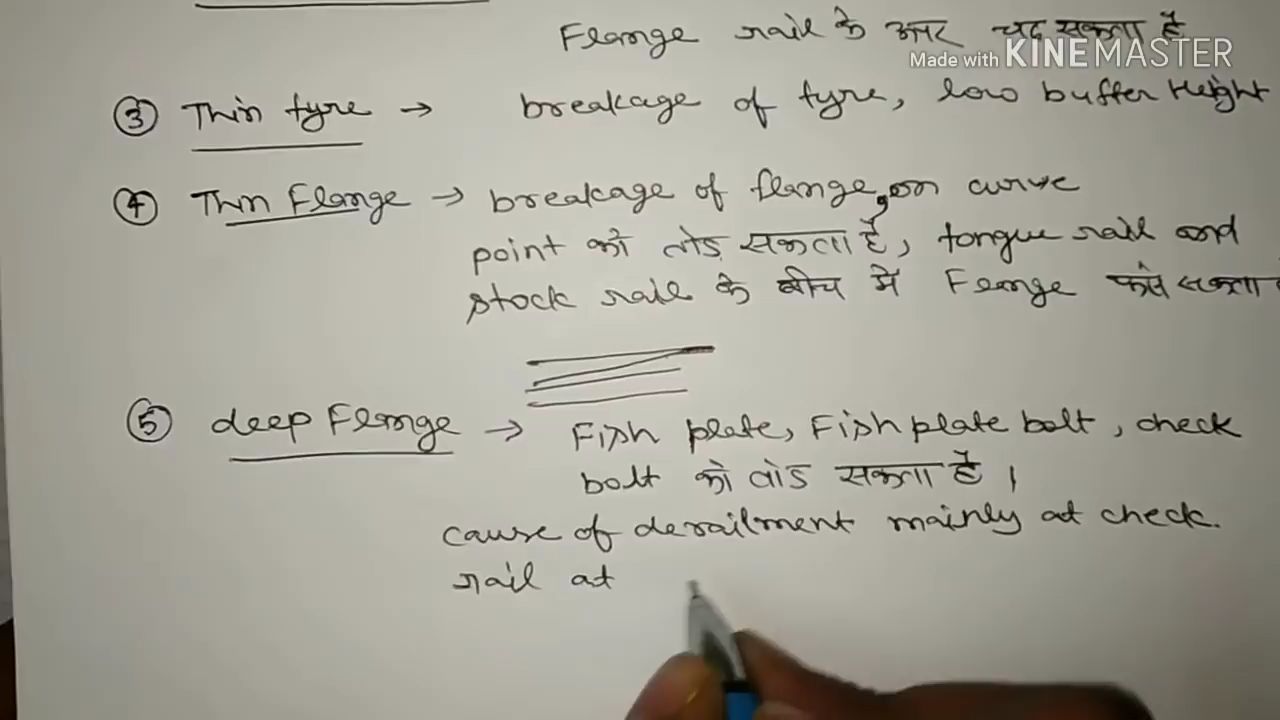 Flange rail के ऊपर चढ़ सकता है
Made with KINEMASTER
③ Thin tyre → breakage of tyre, low buffer Height
④ Thin Flange → breakage of flange, on curve
point को तोड़ सकता है, tongue rail and
stock rail के बीच में Flange फंस सकता
⑤ deep Flange → Fish plate, Fish plate bolt, check
bolt को तोड सकता है ।
cause of derailment mainly at check.
rail at